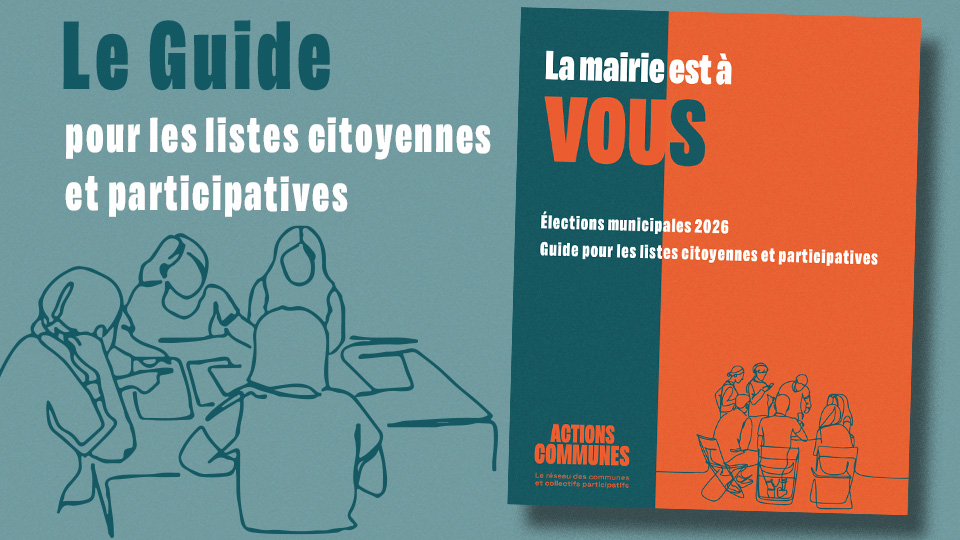 Le Guide
pour les listes citoyennes
et participatives
La mairie est à
VOUS
Élections municipales 2026
Guide pour les listes citoyennes et participatives
ACTIONS
COMMUNES
Le réseau des communes
et collectifs participatifs